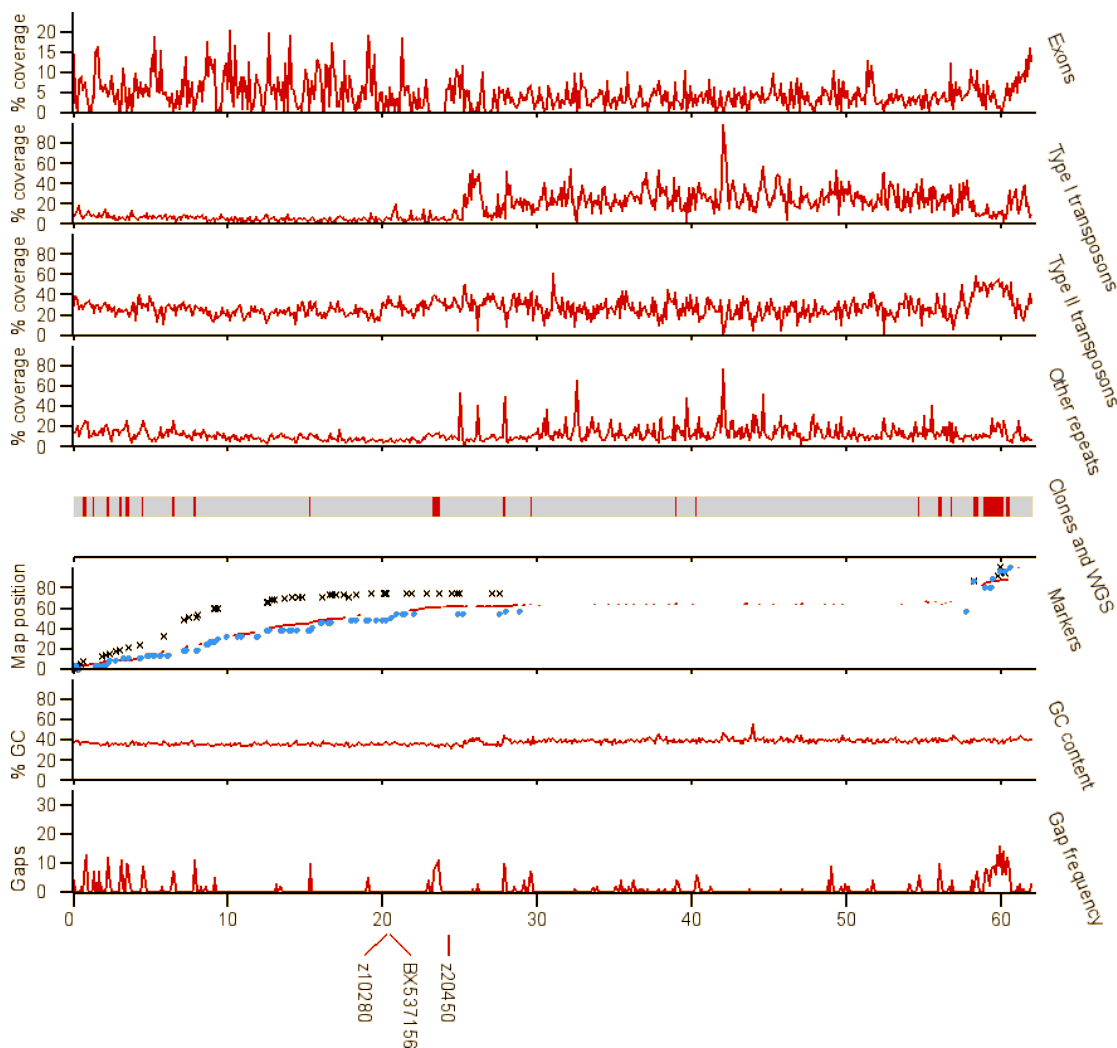 % coverage
20
15
10
5
0
Exons
% coverage
80
60
40
20
0
Type I transposons
% coverage
80
60
40
20
0
Type II transposons
% coverage
80
60
40
20
0
Other repeats
Clones and WGS
Map position
80
60
40
20
0
Markers
% GC
80
60
40
20
0
GC content
Gaps
30
20
10
0
Gap frequency
0 10 20 30 40 50 60
z10280
BX537156
z20450